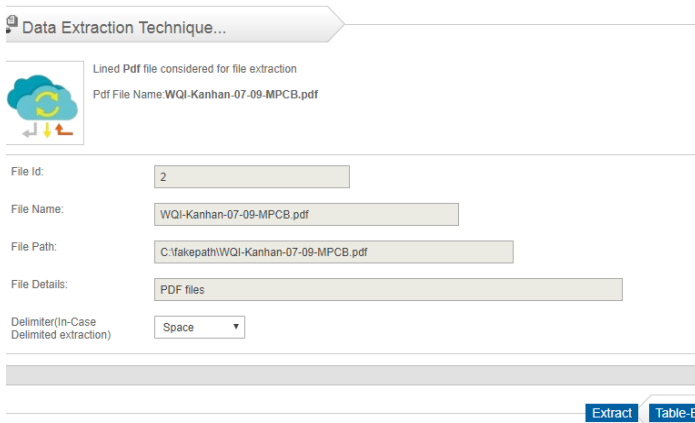 Data Extraction Technique...
Lined Pdf file considered for file extraction
Pdf File Name:WQI-Kanhan-07-09-MPCB.pdf
File Id:
2
File Name:
WQI-Kanhan-07-09-MPCB.pdf
File Path:
C:\fakepath\WQI-Kanhan-07-09-MPCB.pdf
File Details:
PDF files
Delimiter(In-Case
Delimited extraction)
Space
Extract
Table-E